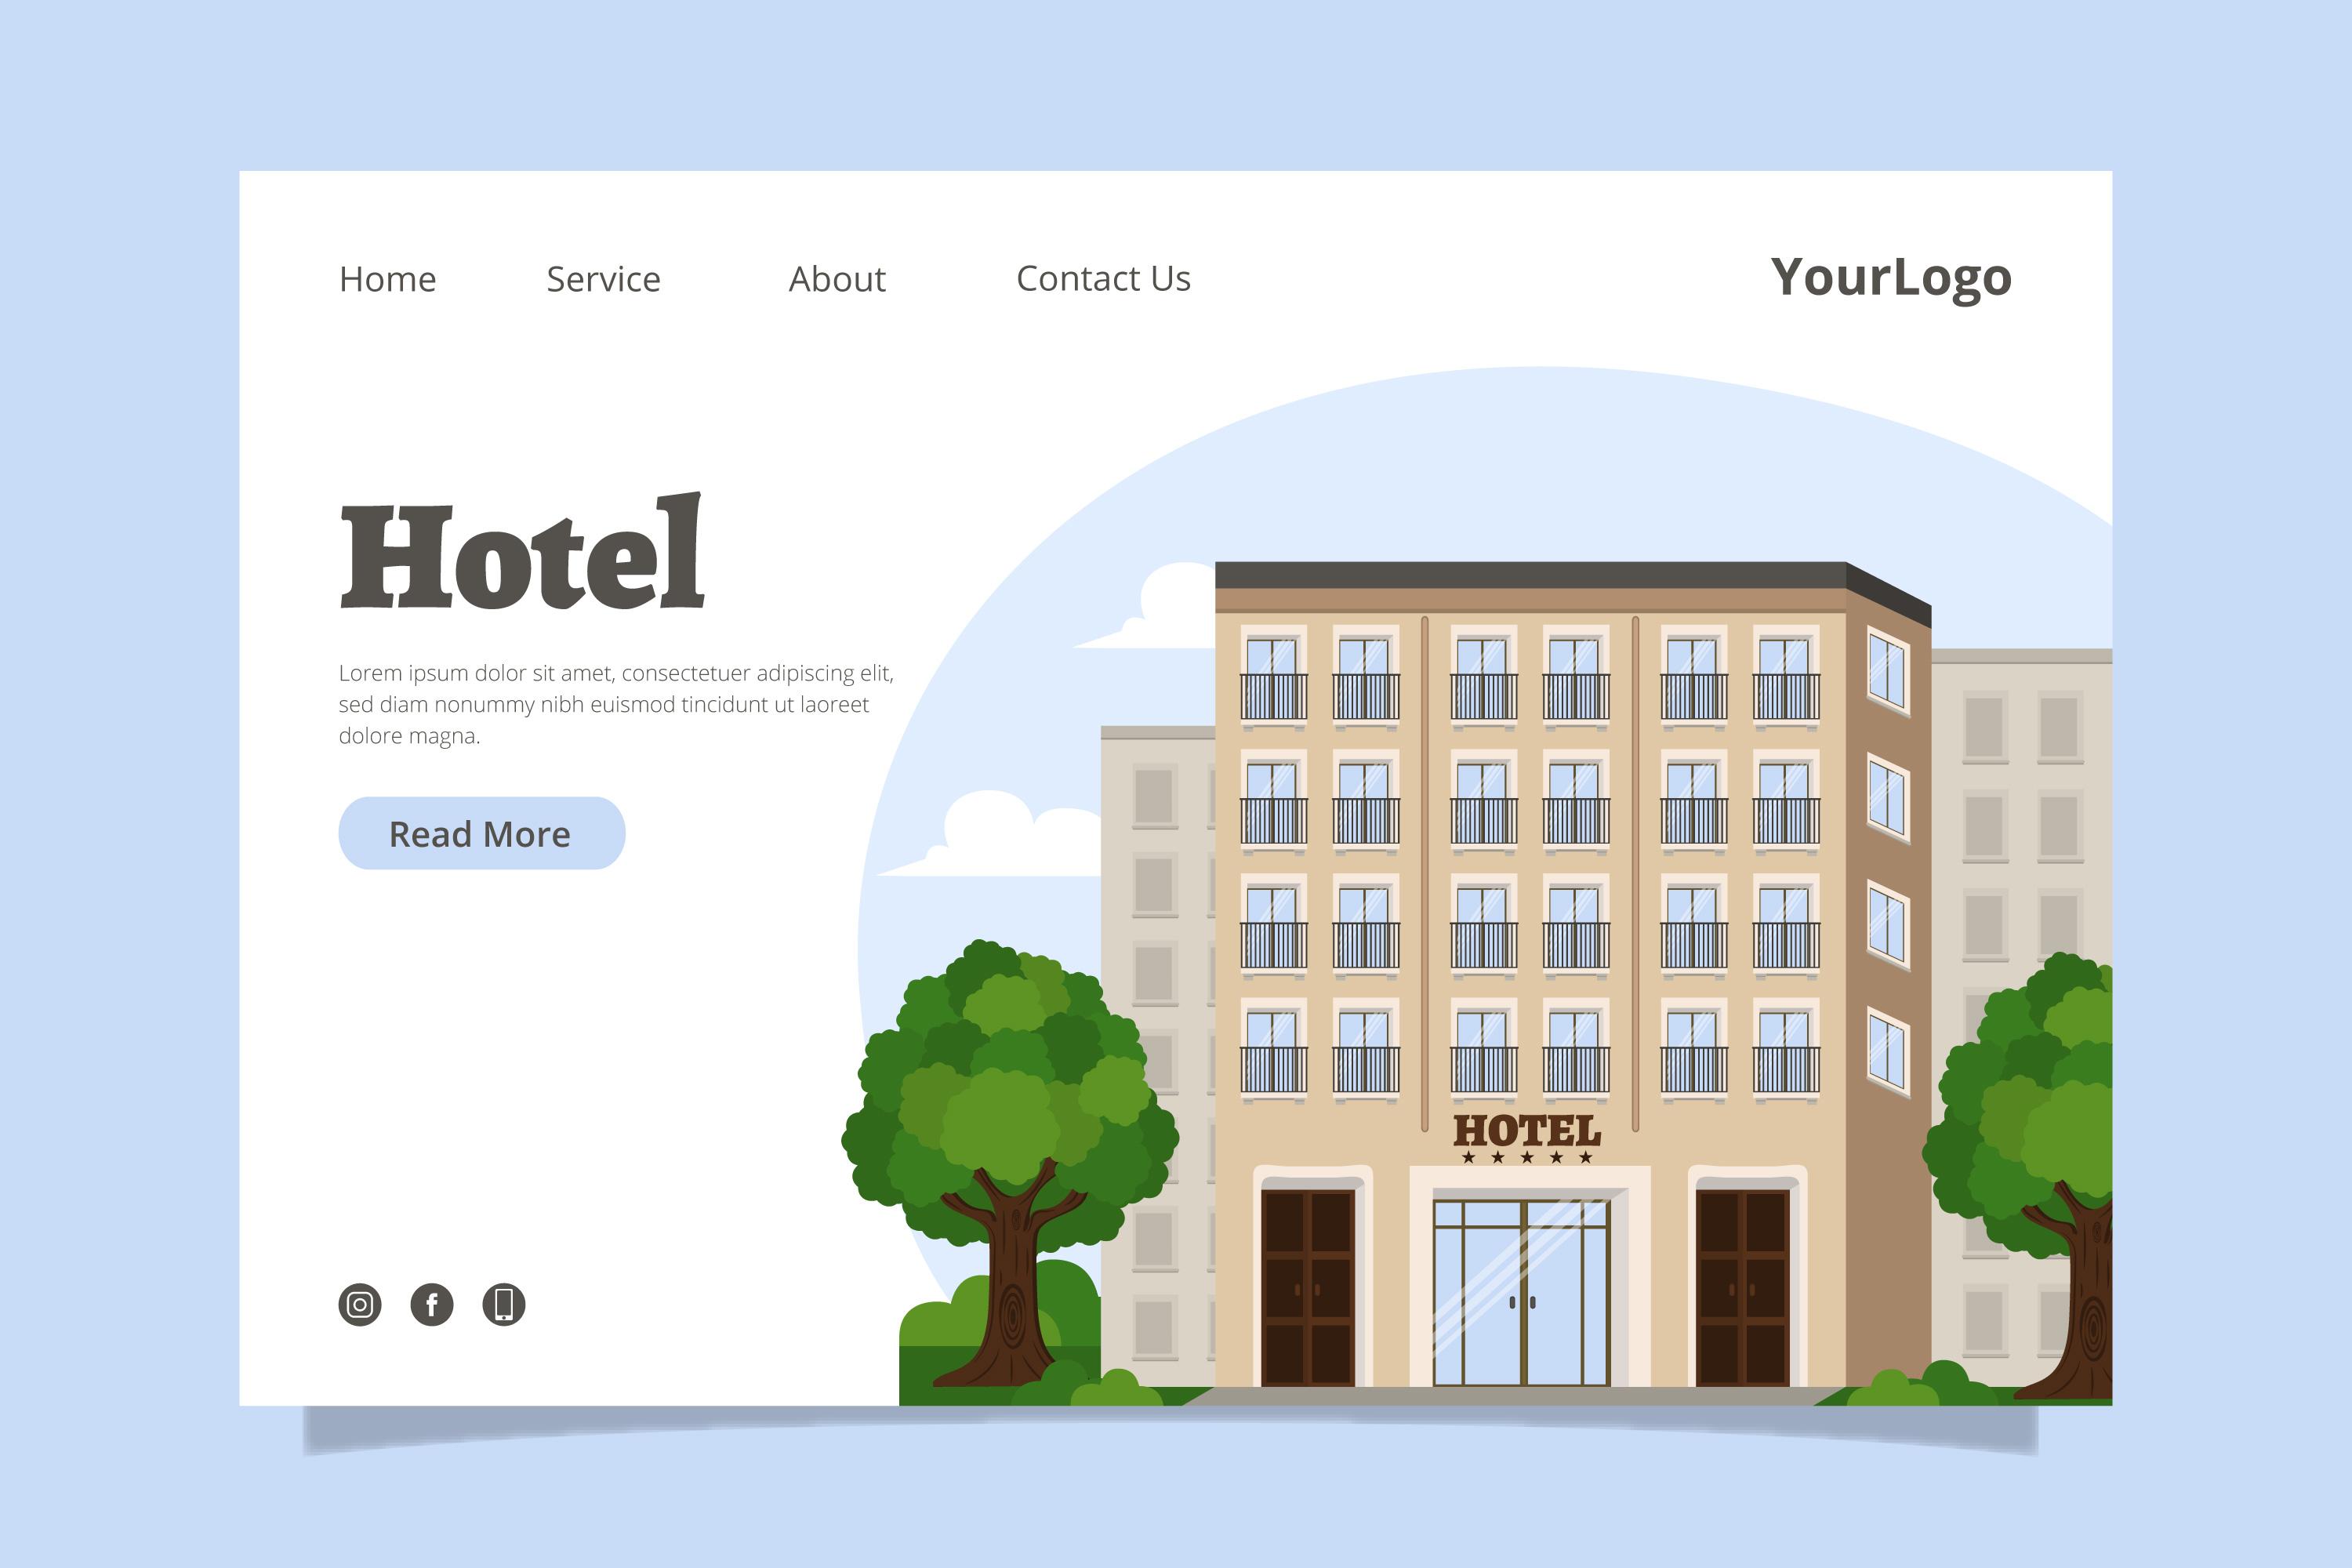 Home Service About Contact Us YourLogo
Hotel
Lorem ipsum dolor sit amet, consectetuer adipiscing elit,
sed diam nonummy nibh euismod tincidunt ut laoreet
dolore magna.
Read More
HOTEL